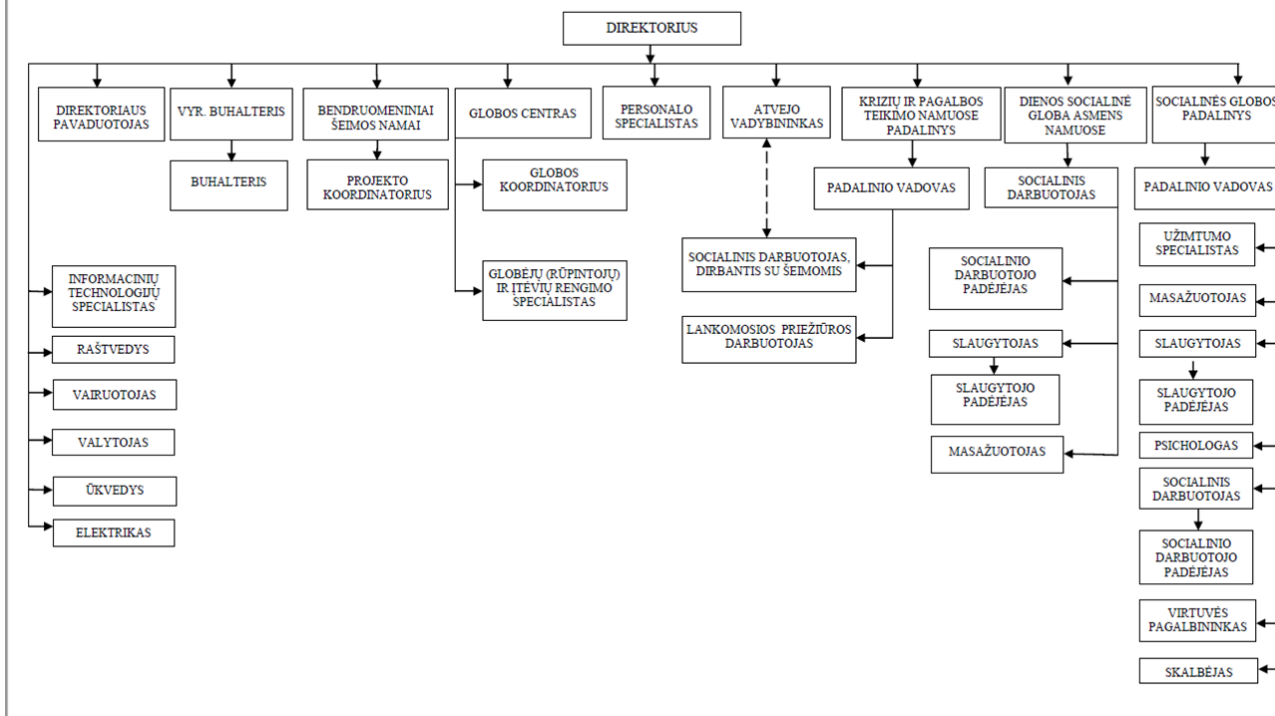 DIREKTORIUS
DIREKTORIAUS
PAVADUOTOJAS
VYR. BUHALTERIS
BENDRUOMENINIAI
ŠEIMOS NAMAI
GLOBOS CENTRAS
PERSONALO
SPECIALISTAS
ATVEJO
VADYBININKAS
KRIZIŲ IR PAGALBOS
TEIKIMO NAMUOSE
PADALINYS
DIENOS SOCIALINĖ
GLOBA ASMENS
NAMUOSE
SOCIALINĖS GLOBOS
PADALINYS
BUHALTERIS
PROJEKTO
KOORDINATORIUS
GLOBOS
KOORDINATORIUS
PADALINIO VADOVAS
SOCIALINIS
DARBUOTOJAS
PADALINIO VADOVAS
GLOBĖJŲ (RŪPINTOJŲ)
IR ĮTĖVIŲ RENGIMO
SPECIALISTAS
SOCIALINIS DARBUOTOJAS,
DIRBANTIS SU ŠEIMOMIS
LANKOMOSIOS PRIEŽIŪROS
DARBUOTOJAS
SOCIALINIO
DARBUOTOJO
PADĖJĖJAS
SLAUGYTOJAS
SLAUGYTOJO
PADĖJĖJAS
MASAŽUOTOJAS
UŽIMTUMO
SPECIALISTAS
MASAŽUOTOJAS
SLAUGYTOJAS
SLAUGYTOJO
PADĖJĖJAS
PSICHOLOGAS
SOCIALINIS
DARBUOTOJAS
SOCIALINIO
DARBUOTOJO
PADĖJĖJAS
VIRTUVĖS
PAGALBININKAS
SKALBĖJAS
INFORMACINIŲ
TECHNOLOGIJŲ
SPECIALISTAS
RAŠTVEDYS
VAIRUOTOJAS
VALYTOJAS
ŪKVEDYS
ELEKTRIKAS